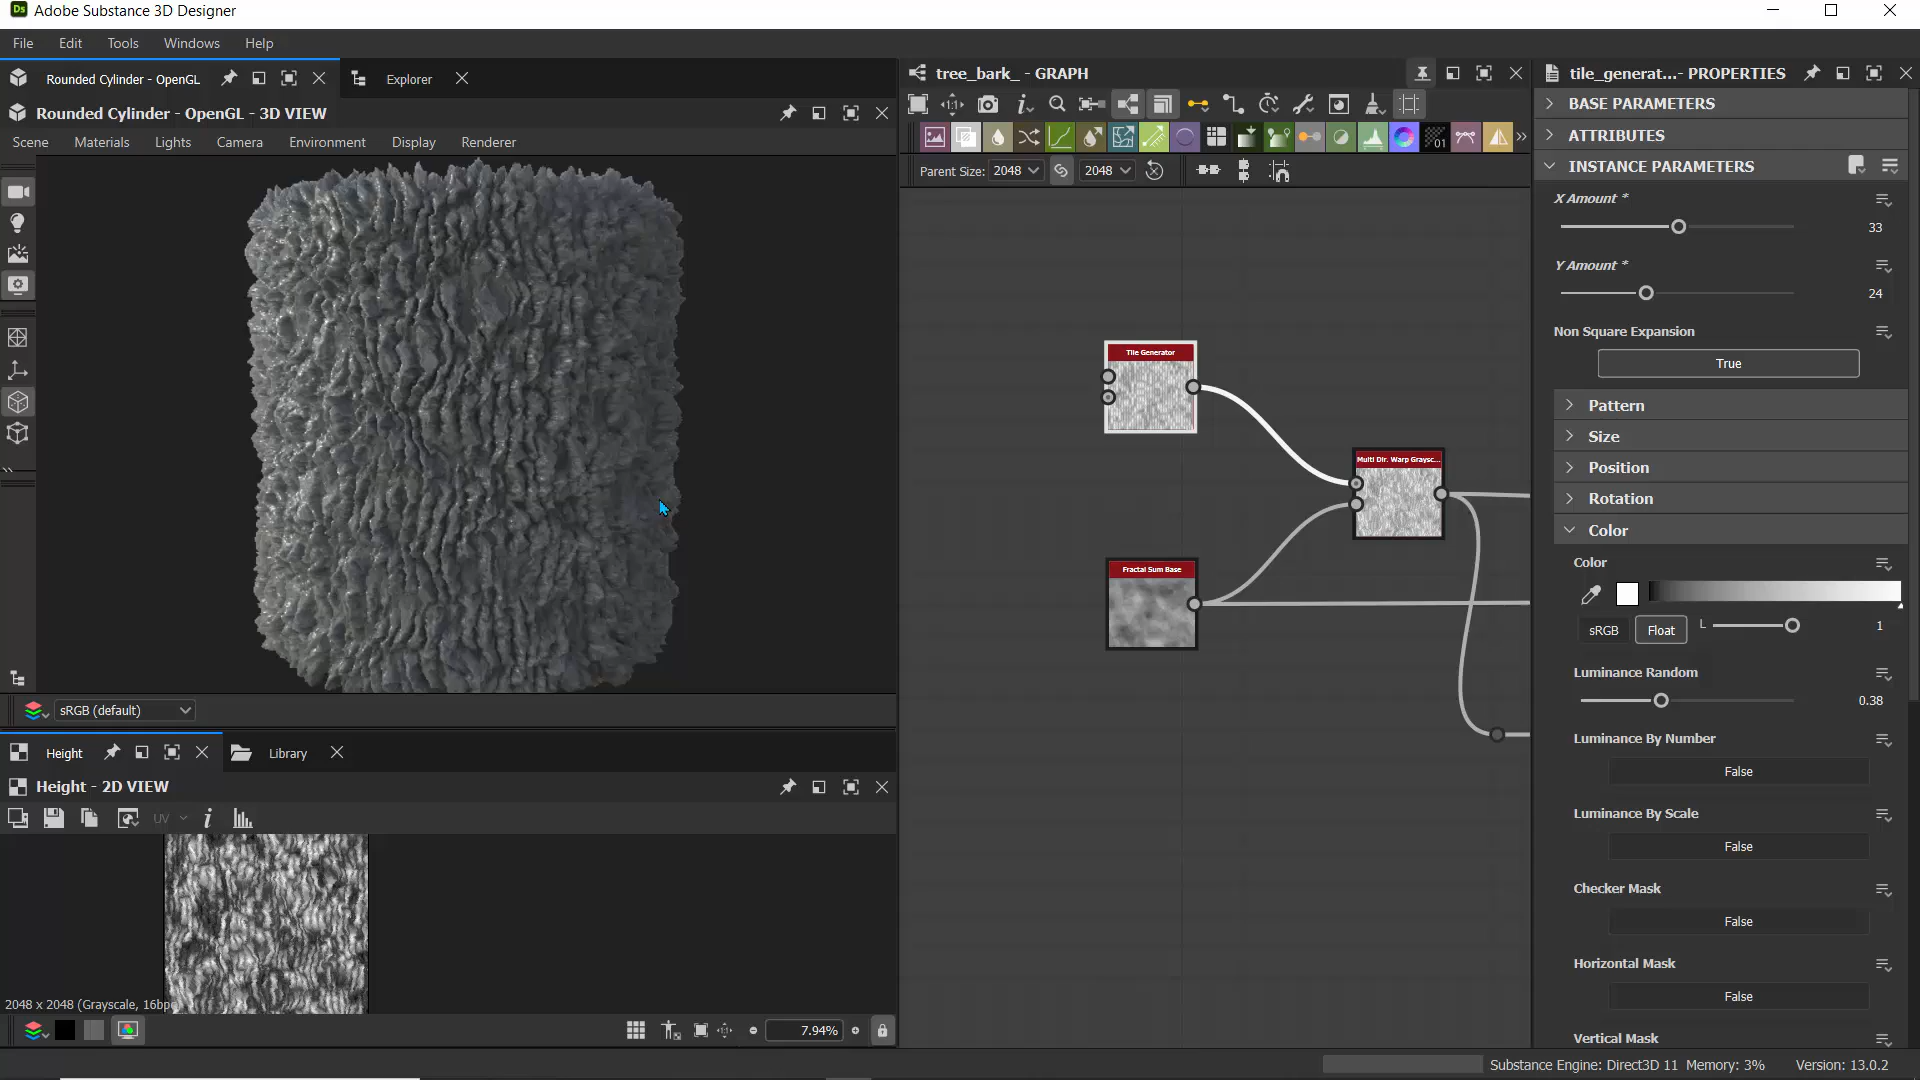 Ds Adobe Substance 3D Designer
File Edit Tools Windows Help
Rounded Cylinder - OpenGL Explorer
Rounded Cylinder - OpenGL - 3D VIEW
Scene Materials Lights Camera Environment Display Renderer
sRGB (default)
Height Library
Height - 2D VIEW
UV
2048 x 2048 (Grayscale, 16bpc
7.94%
tree_bark_ - GRAPH
1:1
01
Parent Size: 2048 2048
Tile Generator
Multi Dir. Warp Graysc...
Fractal Sum Base
tile_generat...- PROPERTIES
BASE PARAMETERS
ATTRIBUTES
INSTANCE PARAMETERS
X Amount *
33
Y Amount *
24
Non Square Expansion
True
Pattern
Size
Position
Rotation
Color
Color
sRGB Float L 1
Luminance Random
0.38
Luminance By Number
False
Luminance By Scale
False
Checker Mask
False
Horizontal Mask
False
Vertical Mask
Substance Engine: Direct3D 11 Memory: 3% Version: 13.0.2